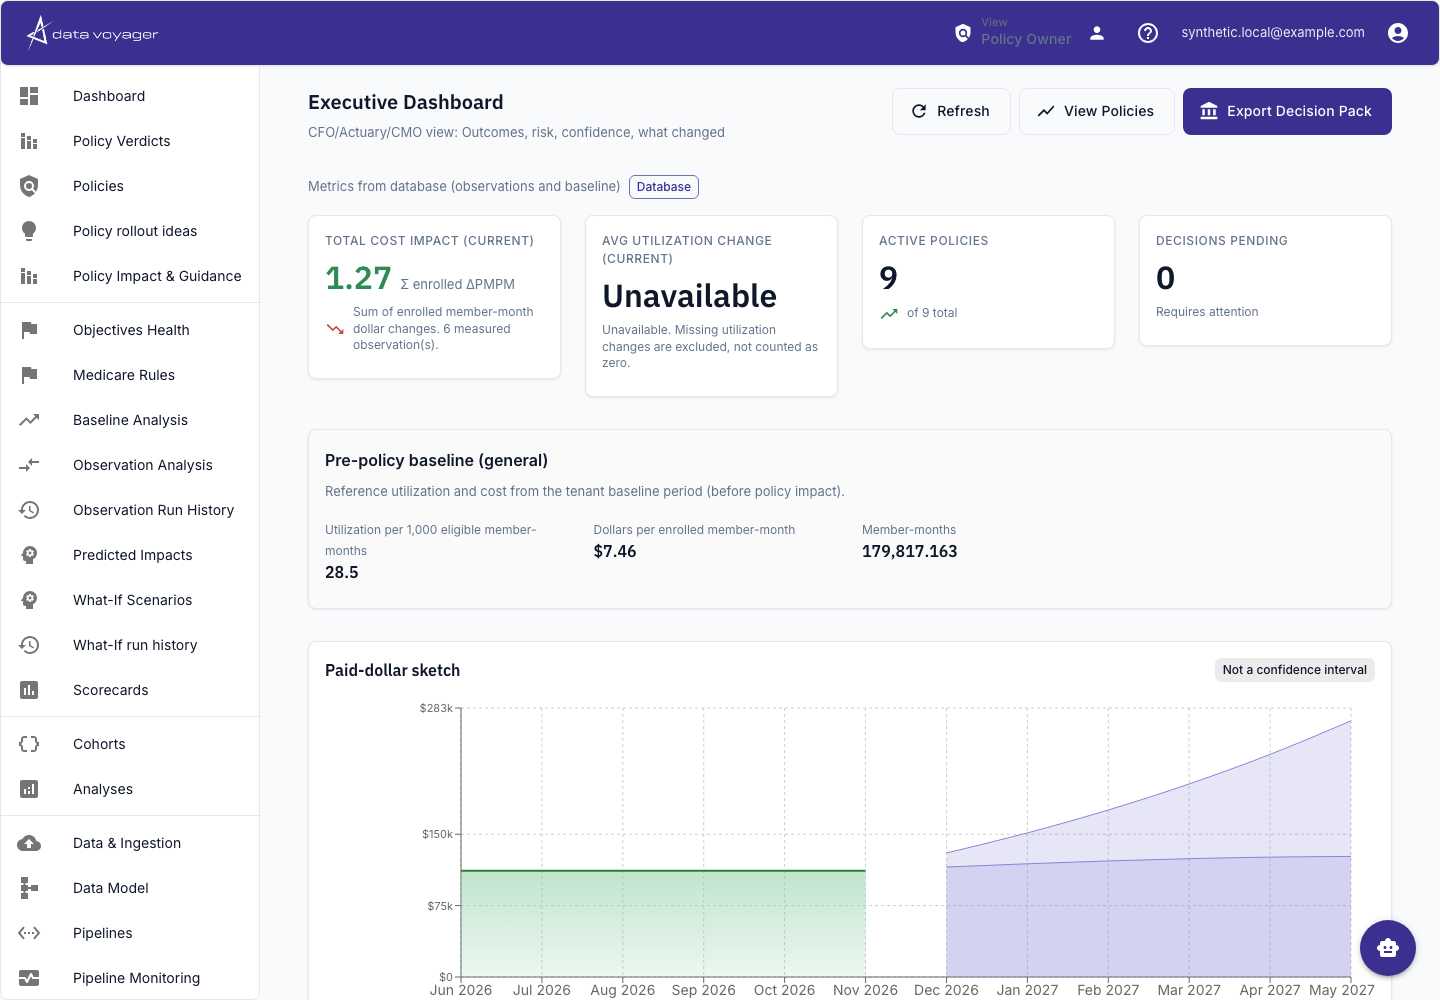 data voyager
View
Policy Owner
synthetic.local@example.com
Dashboard
Policy Verdicts
Policies
Policy rollout ideas
Policy Impact & Guidance
Objectives Health
Medicare Rules
Baseline Analysis
Observation Analysis
Observation Run History
Predicted Impacts
What-If Scenarios
What-If run history
Scorecards
Cohorts
Analyses
Data & Ingestion
Data Model
Pipelines
Pipeline Monitoring
Executive Dashboard
CFO/Actuary/CMO view: Outcomes, risk, confidence, what changed
Refresh
View Policies
Export Decision Pack
Metrics from database (observations and baseline)
Database
TOTAL COST IMPACT (CURRENT)
1.27 Σ enrolled ΔPMPM
Sum of enrolled member-month
dollar changes. 6 measured
observation(s).
AVG UTILIZATION CHANGE
(CURRENT)
Unavailable
Unavailable. Missing utilization
changes are excluded, not counted as
zero.
ACTIVE POLICIES
9
of 9 total
DECISIONS PENDING
0
Requires attention
Pre-policy baseline (general)
Reference utilization and cost from the tenant baseline period (before policy impact).
Utilization per 1,000 eligible member-
months
28.5
Dollars per enrolled member-month
$7.46
Member-months
179,817.163
Paid-dollar sketch
Not a confidence interval
$283k
$150k
$75k
$0
Jun 2026
Jul 2026
Aug 2026
Sep 2026
Oct 2026
Nov 2026
Dec 2026
Jan 2027
Feb 2027
Mar 2027
Apr 2027
May 2027